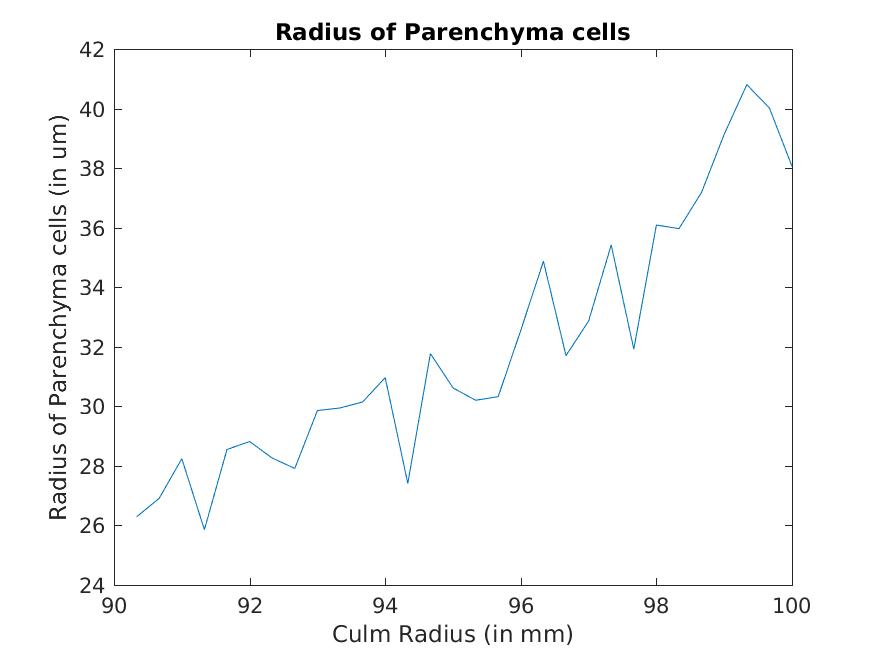 Radius of Parenchyma cells
42
40
38
36
34
32
30
28
26
24
Radius of Parenchyma cells (in um)
90 92 94 96 98 100
Culm Radius (in mm)